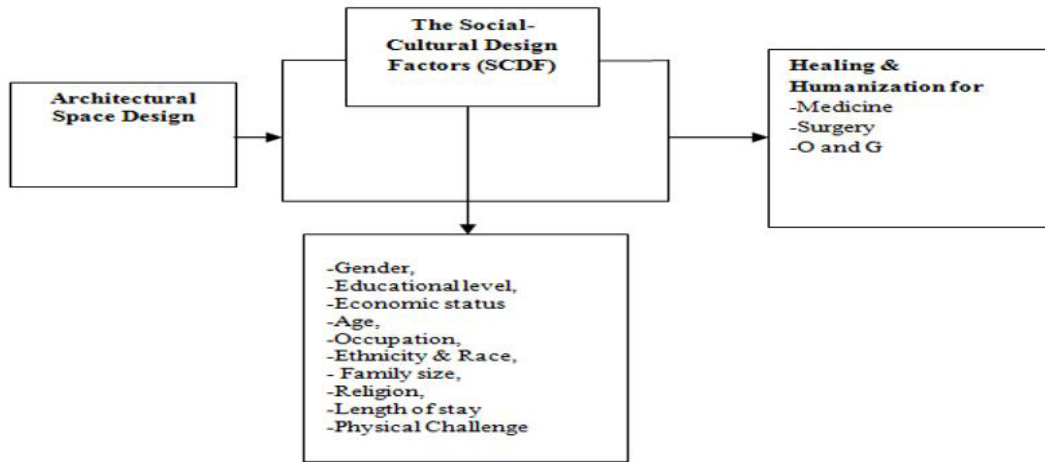 The Social-
Cultural Design
Factors (SCDF)
Architectural
Space Design
Healing &
Humanization for
-Medicine
-Surgery
-O and G
-Gender,
-Educational level,
-Economic status
-Age,
-Occupation,
-Ethnicity & Race,
- Family size,
-Religion,
-Length of stay
-Physical Challenge